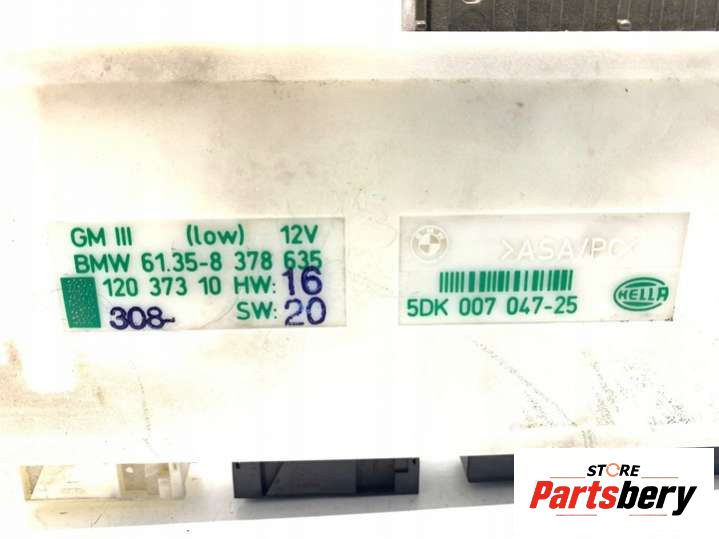 GM III (low) 12V
BMW 61.35-8 378 635
120 373 10 HW: 16
308- SW: 20
BMW
>ASA/PC<
5DK 007 047-25
HELLA
STORE
Partsbery